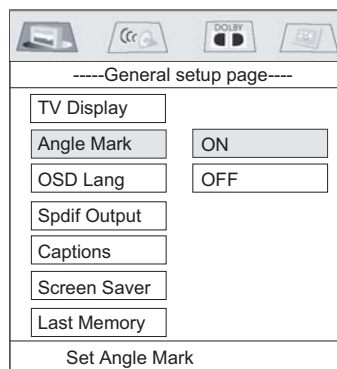 DOLBY
-----General setup page----
TV Display
Angle Mark ON
OSD Lang OFF
Spdif Output
Captions
Screen Saver
Last Memory
Set Angle Mark